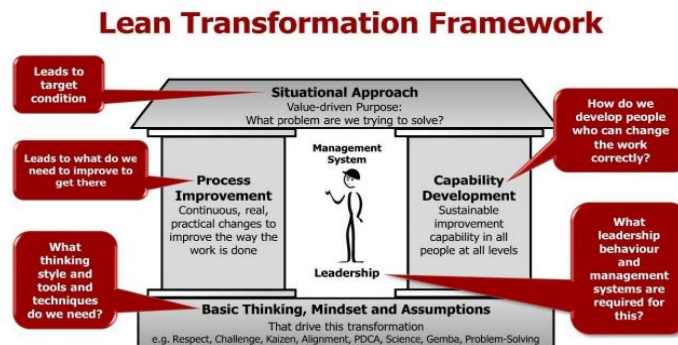 Lean Transformation Framework
Leads to
target
condition
Situational Approach
Value-driven Purpose:
What problem are we trying to solve?
How do we
develop people
who can change
the work
correctly?
Leads to what do we
need to improve to
get there
Process
Improvement
Continuous, real,
practical changes to
improve the way the
work is done
Management
System
Leadership
Capability
Development
Sustainable
improvement
capability in all
people at all levels
What
thinking
style and
tools and
techniques
do we need?
What
leadership
behaviour
and
management
systems are
required for
this?
Basic Thinking, Mindset and Assumptions
That drive this transformation
e.g. Respect, Challenge, Kaizen, Alignment, PDCA, Science, Gemba, Problem-Solving